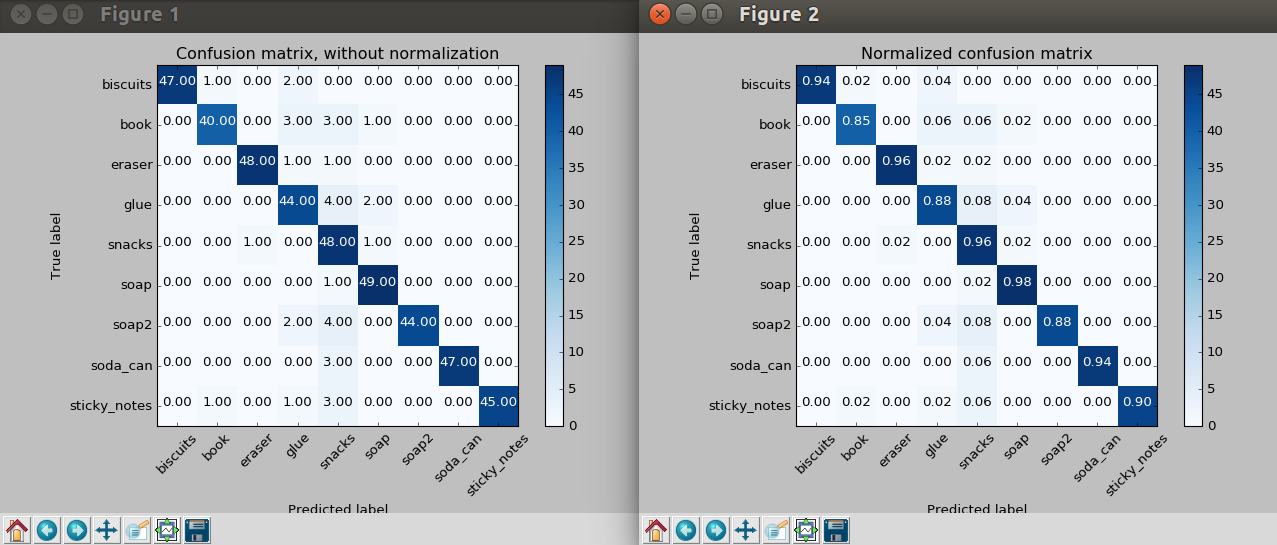 Figure 1
Confusion matrix, without normalization
biscuits 47.00 1.00 0.00 2.00 0.00 0.00 0.00 0.00 0.00
book 0.00 40.00 0.00 3.00 3.00 1.00 0.00 0.00 0.00
eraser 0.00 0.00 48.00 1.00 1.00 0.00 0.00 0.00 0.00
glue 0.00 0.00 0.00 44.00 4.00 2.00 0.00 0.00 0.00
snacks 0.00 0.00 1.00 0.00 48.00 1.00 0.00 0.00 0.00
soap 0.00 0.00 0.00 0.00 1.00 49.00 0.00 0.00 0.00
soap2 0.00 0.00 0.00 2.00 4.00 0.00 44.00 0.00 0.00
soda_can 0.00 0.00 0.00 0.00 3.00 0.00 0.00 47.00 0.00
sticky_notes 0.00 1.00 0.00 1.00 3.00 0.00 0.00 0.00 45.00
True label
biscuits book eraser glue snacks soap soap2 soda_can sticky_notes
Predicted label
45
40
35
30
25
20
15
10
5
0
Figure 2
Normalized confusion matrix
biscuits 0.94 0.02 0.00 0.04 0.00 0.00 0.00 0.00 0.00
book 0.00 0.85 0.00 0.06 0.06 0.02 0.00 0.00 0.00
eraser 0.00 0.00 0.96 0.02 0.02 0.00 0.00 0.00 0.00
glue 0.00 0.00 0.00 0.88 0.08 0.04 0.00 0.00 0.00
snacks 0.00 0.00 0.02 0.00 0.96 0.02 0.00 0.00 0.00
soap 0.00 0.00 0.00 0.00 0.02 0.98 0.00 0.00 0.00
soap2 0.00 0.00 0.00 0.04 0.08 0.00 0.88 0.00 0.00
soda_can 0.00 0.00 0.00 0.00 0.06 0.00 0.00 0.94 0.00
sticky_notes 0.00 0.02 0.00 0.02 0.06 0.00 0.00 0.00 0.90
True label
biscuits book eraser glue snacks soap soap2 soda_can sticky_notes
Predicted label
45
40
35
30
25
20
15
10
5
0